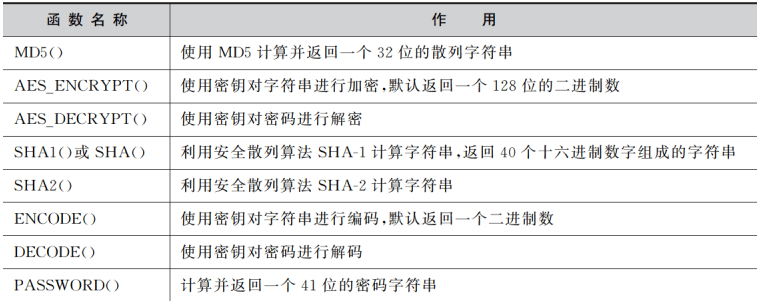 函数名称 作用
MD5() 使用 MD5 计算并返回一个 32 位的散列字符串
AES_ENCRYPT() 使用密钥对字符串进行加密,默认返回一个 128 位的二进制数
AES_DECRYPT() 使用密钥对密码进行解密
SHA1()或 SHA() 利用安全散列算法 SHA-1 计算字符串,返回 40 个十六进制数字组成的字符串
SHA2() 利用安全散列算法 SHA-2 计算字符串
ENCODE() 使用密钥对字符串进行编码,默认返回一个二进制数
DECODE() 使用密钥对密码进行解码
PASSWORD() 计算并返回一个 41 位的密码字符串